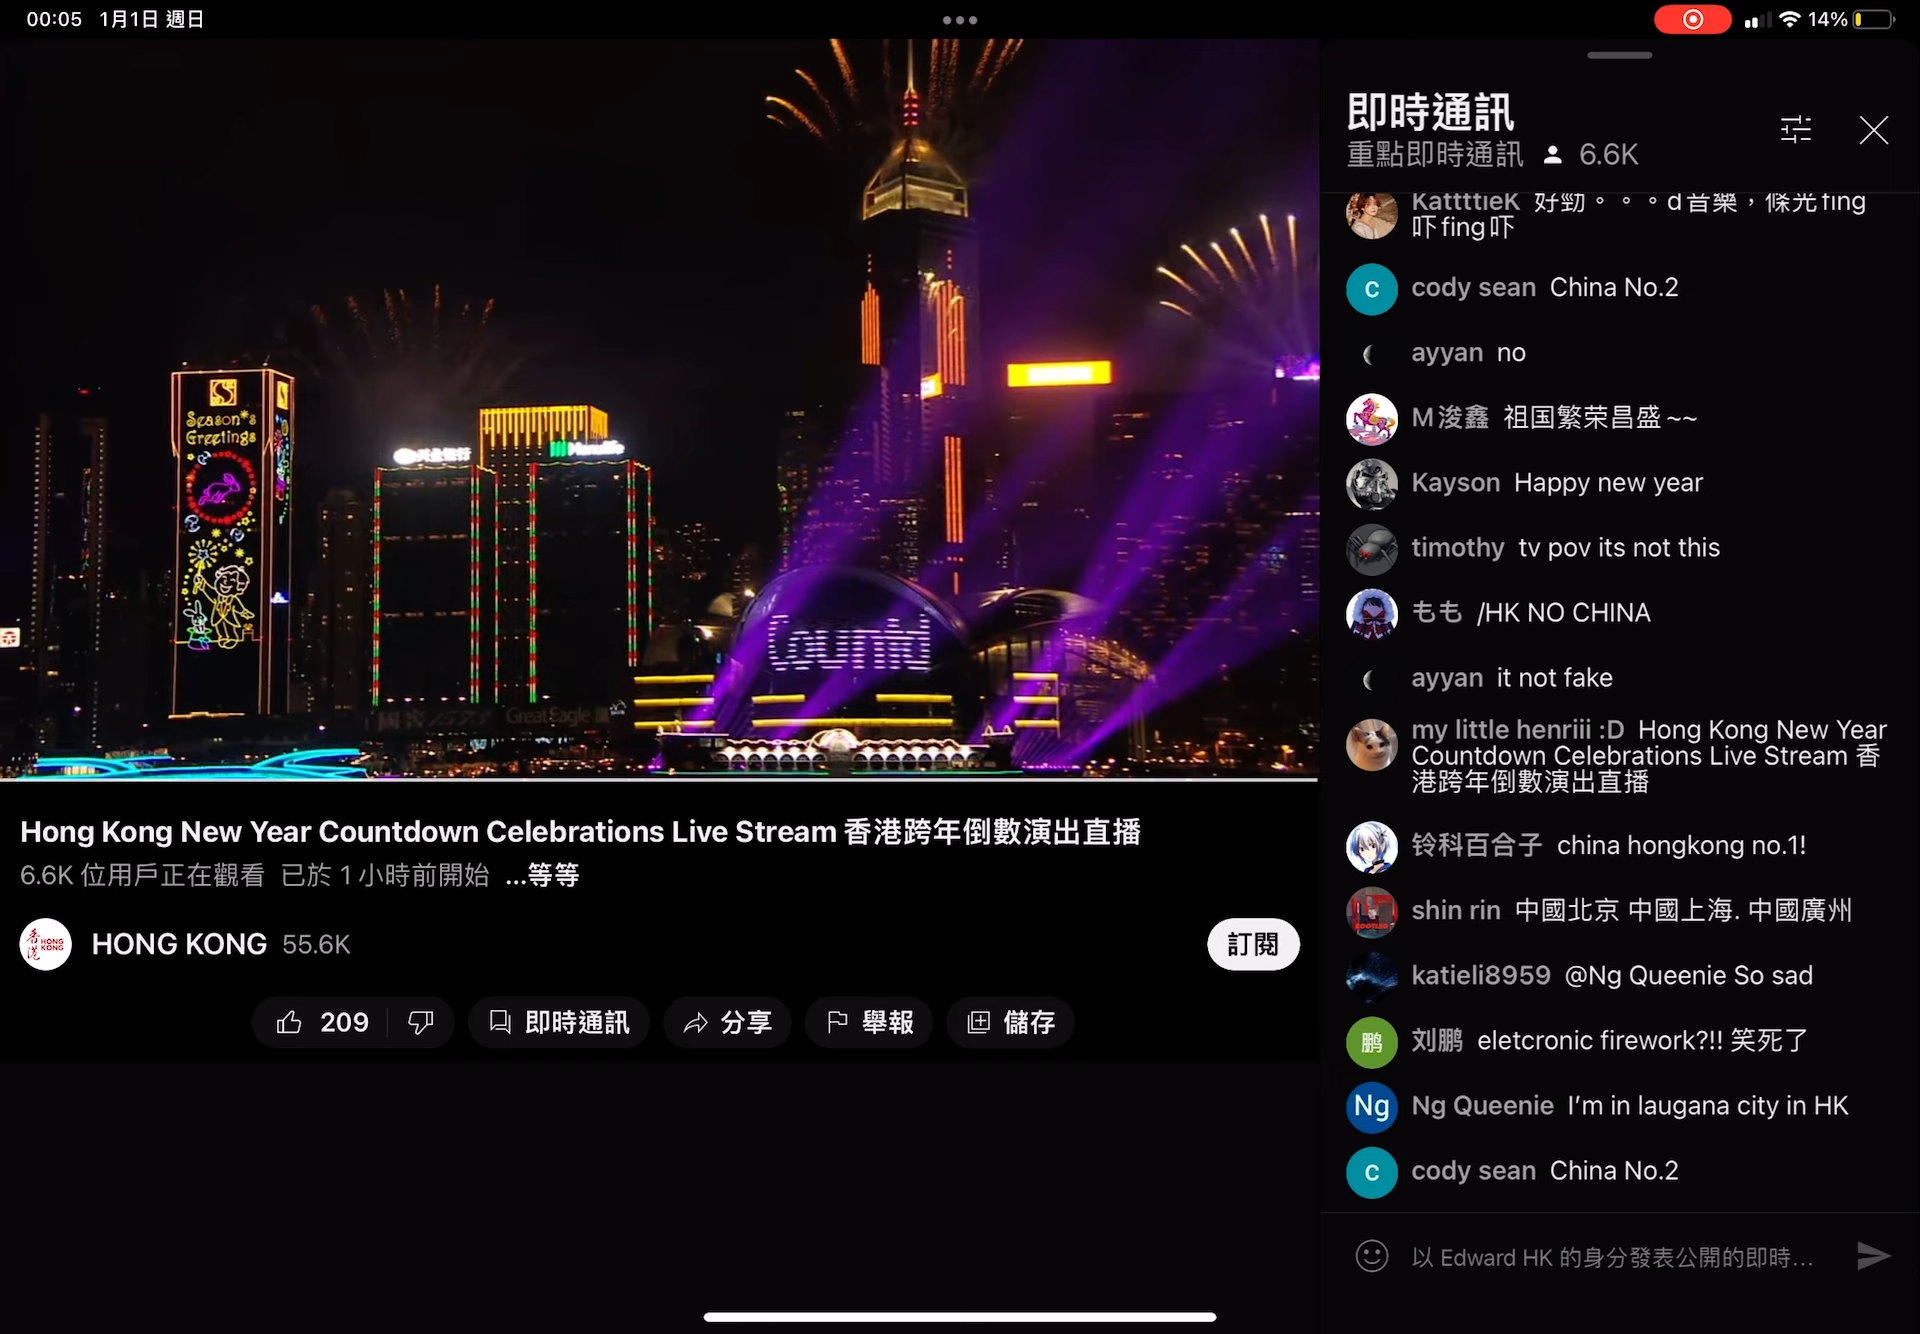 00:05 1月1日 週日
14%
Season's
Greetings
Manulife
Countd
GreatEagle
Hong Kong New Year Countdown Celebrations Live Stream 香港跨年倒數演出直播
6.6K 位用戶正在觀看 已於 1 小時前開始 ...等等
香港 HONG KONG
HONG KONG 55.6K
訂閱
209
即時通訊
分享
舉報
儲存
即時通訊
重點即時通訊 6.6K
KattttieK 好勁。。。d音樂，條光fing
吓fing吓
C
cody sean China No.2
ayyan no
M浚鑫 祖国繁荣昌盛~~
Kayson Happy new year
timothy tv pov its not this
もも /HK NO CHINA
ayyan it not fake
my little henriii :D Hong Kong New Year
Countdown Celebrations Live Stream 香
港跨年倒數演出直播
铃科百合子 china hongkong no.1!
shin rin 中國北京 中國上海. 中國廣州
katieli8959 @Ng Queenie So sad
鹏
刘鹏 eletcronic firework?!! 笑死了
Ng
Ng Queenie I’m in laugana city in HK
C
cody sean China No.2
以 Edward HK 的身分發表公開的即時...